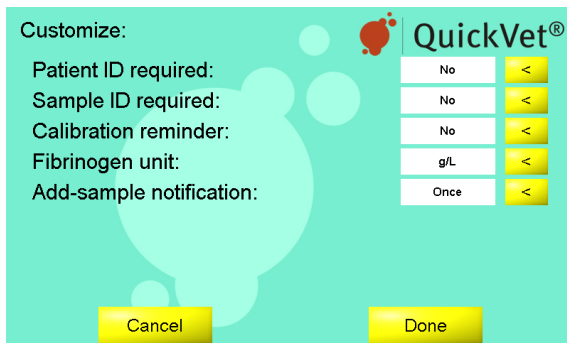 Customize:
QuickVet®
Patient ID required: No <
Sample ID required: No <
Calibration reminder: No <
Fibrinogen unit: g/L <
Add-sample notification: Once <
Cancel Done